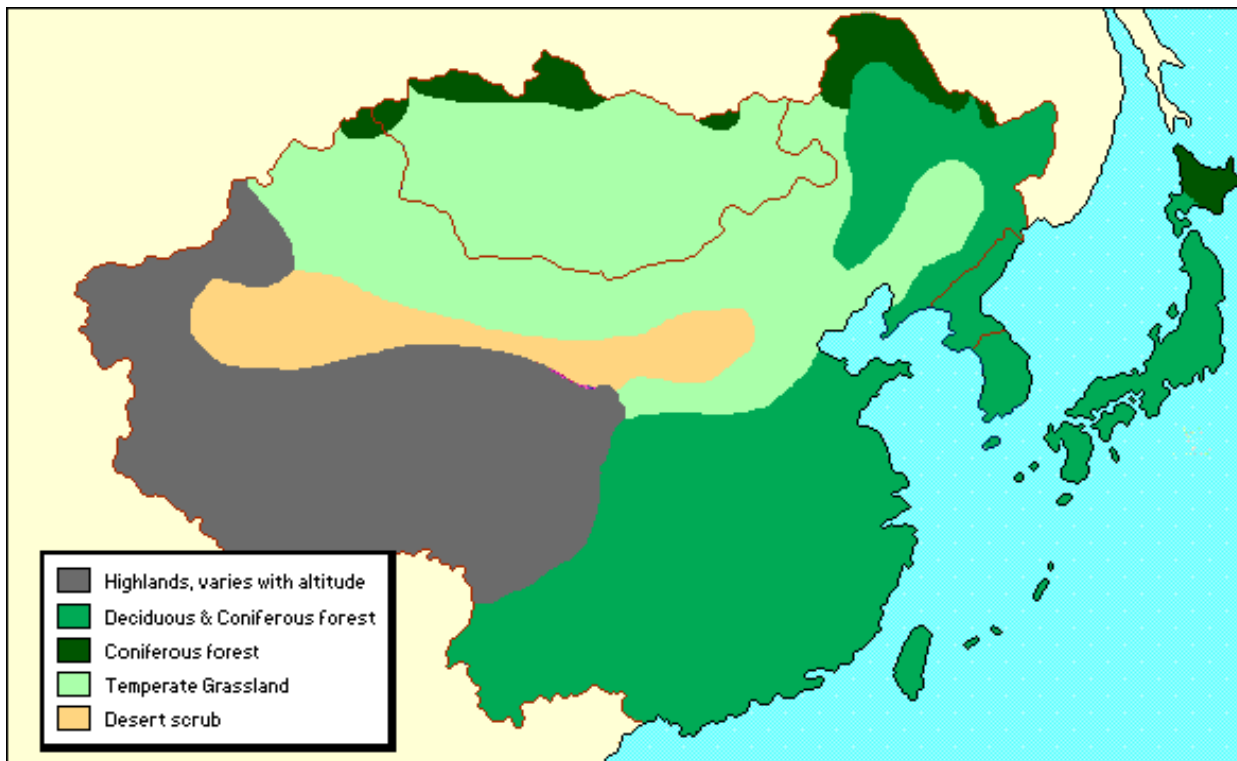 Highlands, varies with altitude
Deciduous & Coniferous forest
Coniferous forest
Temperate Grassland
Desert scrub